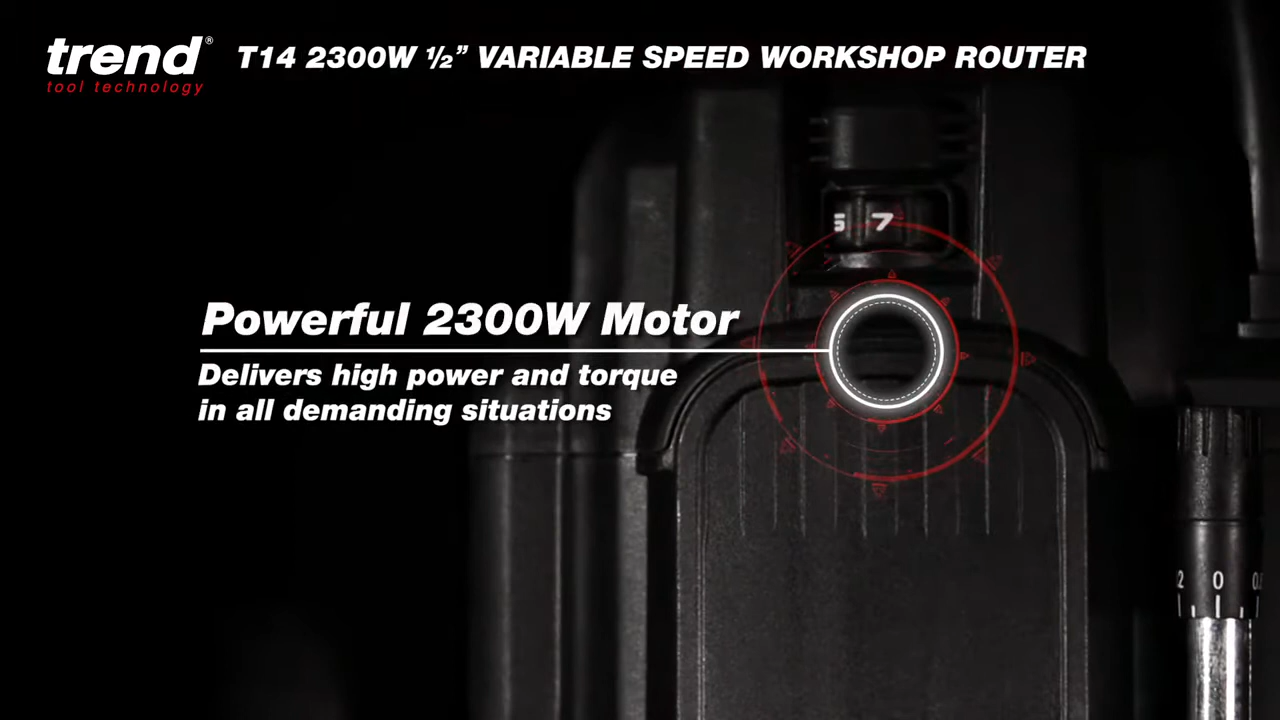 trend®
tool technology
T14 2300W ½” VARIABLE SPEED WORKSHOP ROUTER
7
Powerful 2300W Motor
Delivers high power and torque
in all demanding situations
2 0